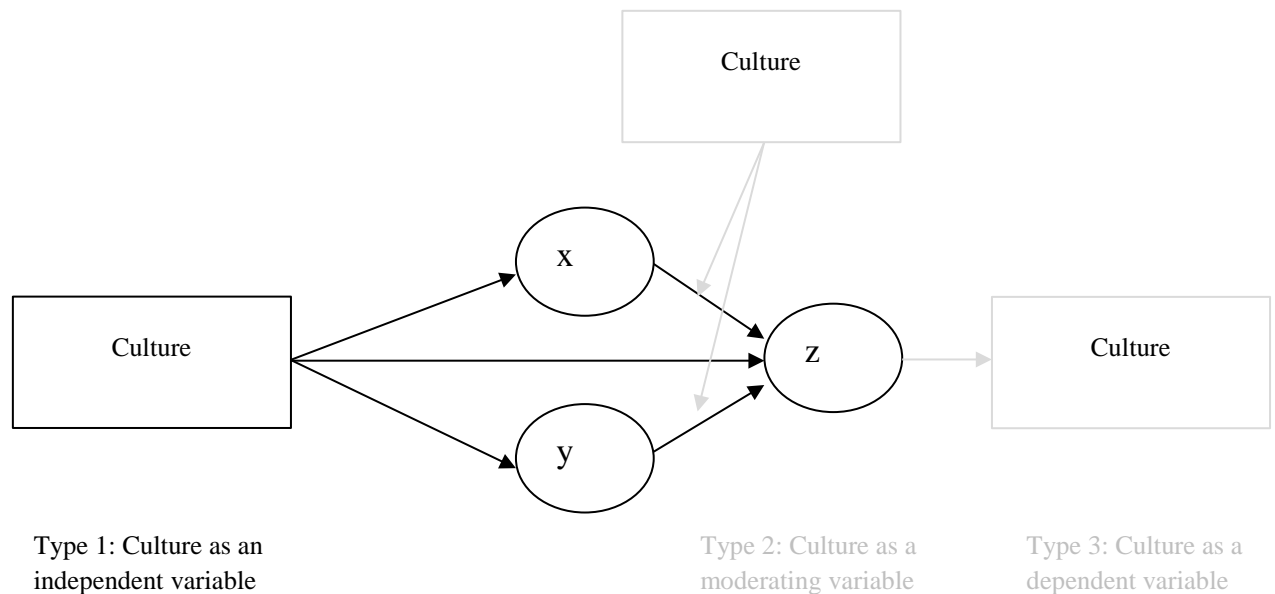 Culture
x
Culture
z
Culture
y
Type 1: Culture as an
independent variable
Type 2: Culture as a
moderating variable
Type 3: Culture as a
dependent variable